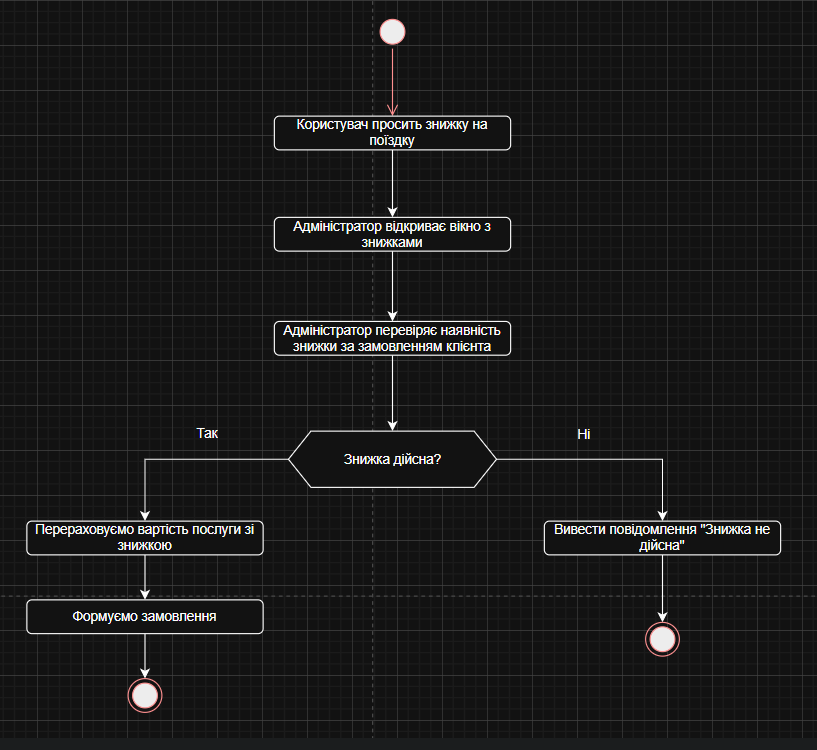 Користувач просить знижку на
поїздку
Адміністратор відкриває вікно з
знижками
Адміністратор перевіряє наявність
знижки за замовленням клієнта
Так
Ні
Знижка дійсна?
Перераховуємо вартість послуги зі
знижкою
Вивести повідомлення "Знижка не
дійсна"
Формуємо замовлення